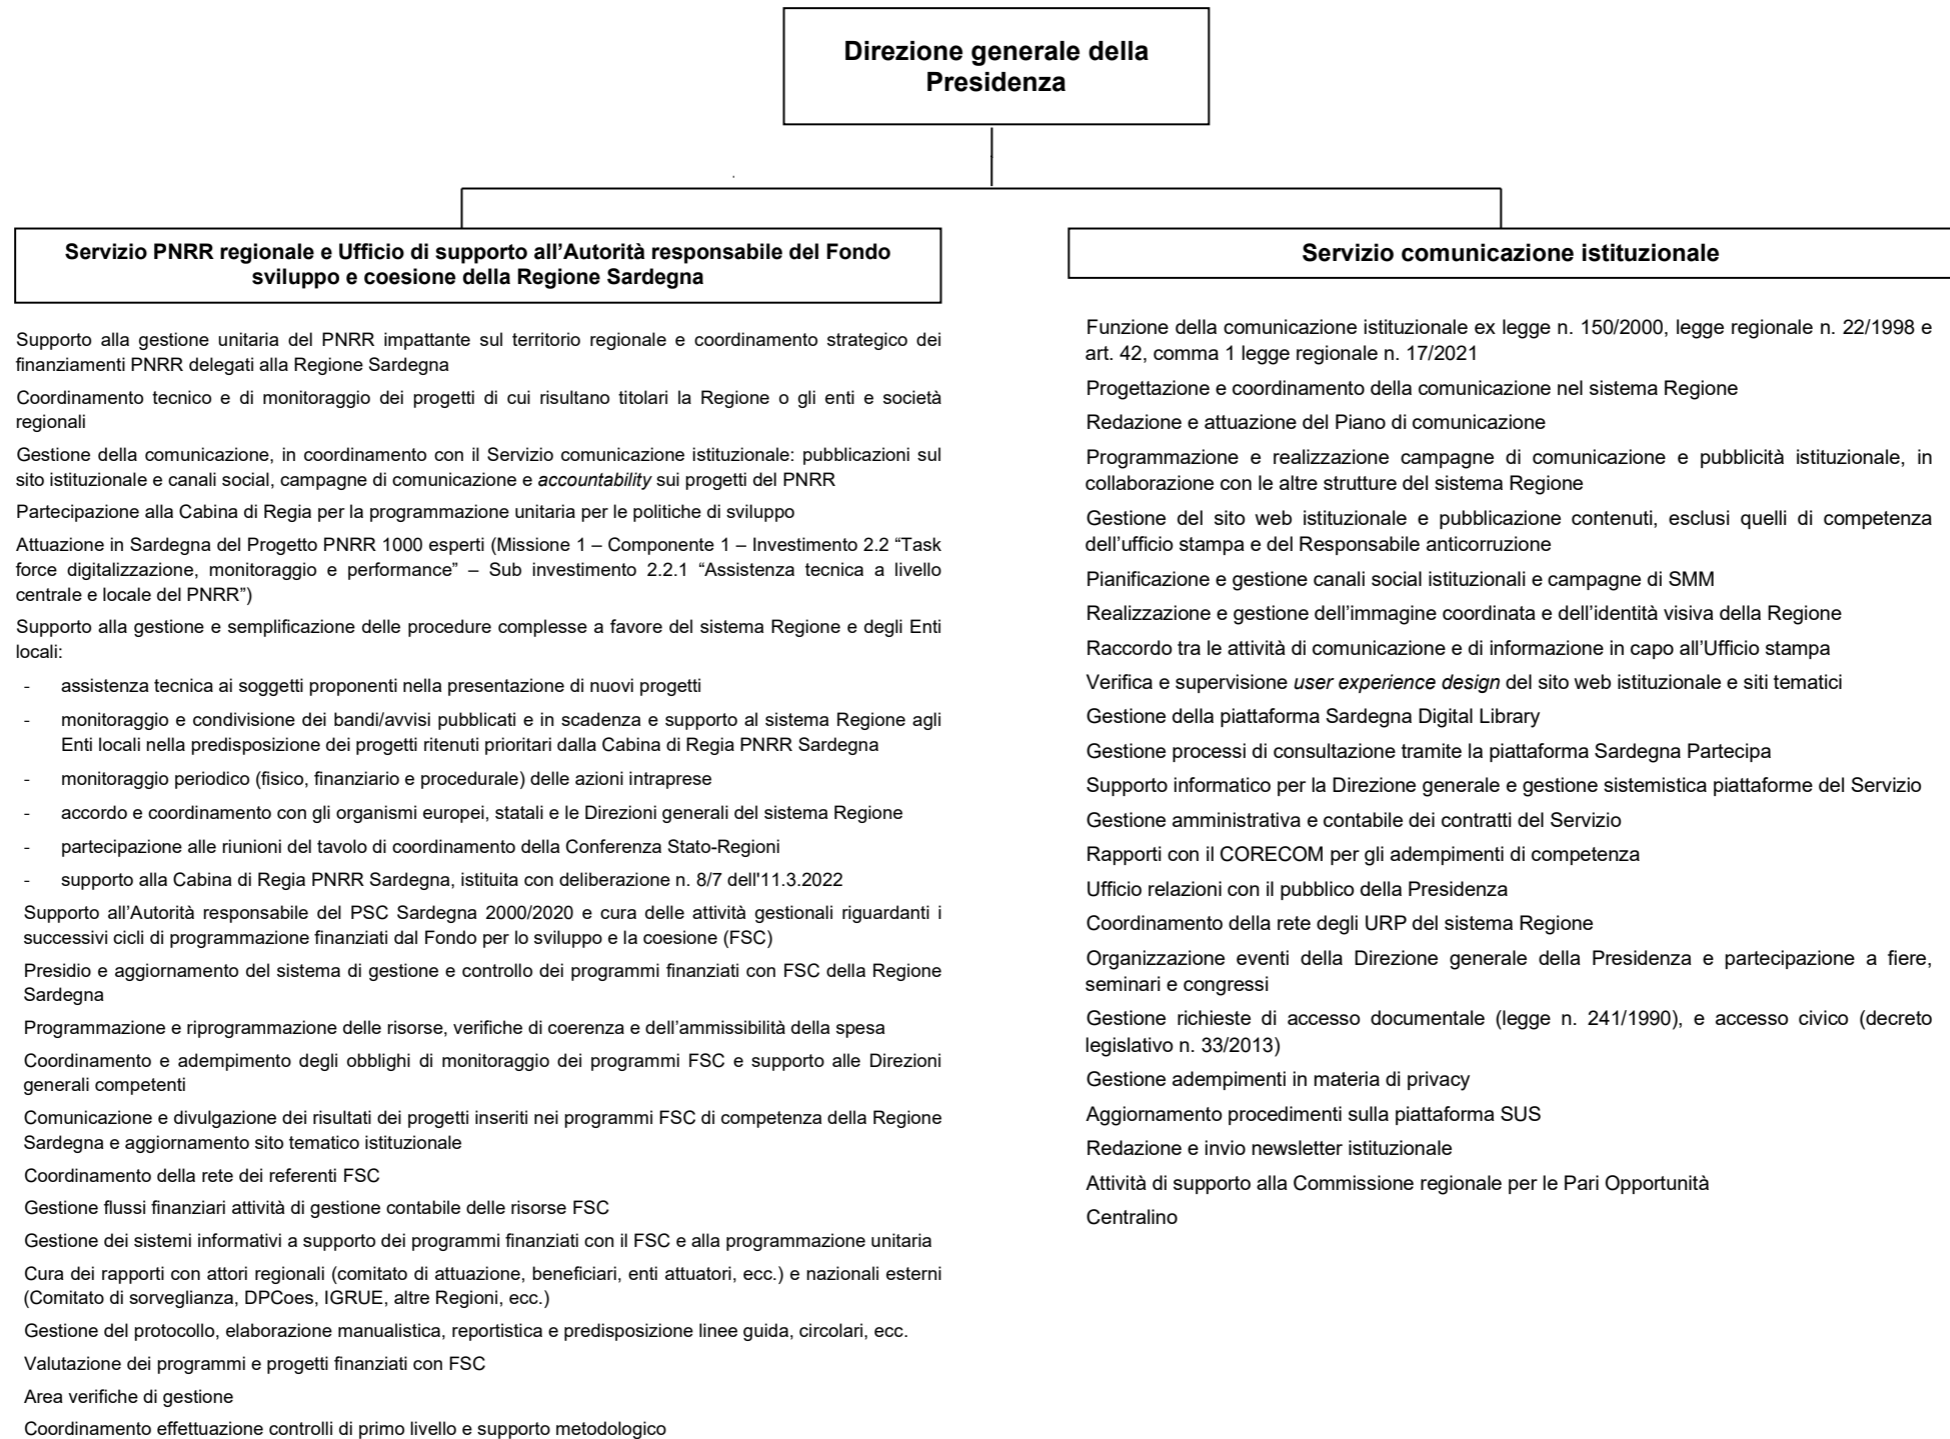 Direzione generale della
Presidenza
Servizio PNRR regionale e Ufficio di supporto all’Autorità responsabile del Fondo
sviluppo e coesione della Regione Sardegna
Supporto alla gestione unitaria del PNRR impattante sul territorio regionale e coordinamento strategico dei
finanziamenti PNRR delegati alla Regione Sardegna
Coordinamento tecnico e di monitoraggio dei progetti di cui risultano titolari la Regione o gli enti e società
regionali
Gestione della comunicazione, in coordinamento con il Servizio comunicazione istituzionale: pubblicazioni sul
sito istituzionale e canali social, campagne di comunicazione e accountability sui progetti del PNRR
Partecipazione alla Cabina di Regia per la programmazione unitaria per le politiche di sviluppo
Attuazione in Sardegna del Progetto PNRR 1000 esperti (Missione 1 – Componente 1 – Investimento 2.2 “Task
force digitalizzazione, monitoraggio e performance” – Sub investimento 2.2.1 “Assistenza tecnica a livello
centrale e locale del PNRR”)
Supporto alla gestione e semplificazione delle procedure complesse a favore del sistema Regione e degli Enti
locali:
- assistenza tecnica ai soggetti proponenti nella presentazione di nuovi progetti
- monitoraggio e condivisione dei bandi/avvisi pubblicati e in scadenza e supporto al sistema Regione agli
Enti locali nella predisposizione dei progetti ritenuti prioritari dalla Cabina di Regia PNRR Sardegna
- monitoraggio periodico (fisico, finanziario e procedurale) delle azioni intraprese
- accordo e coordinamento con gli organismi europei, statali e le Direzioni generali del sistema Regione
- partecipazione alle riunioni del tavolo di coordinamento della Conferenza Stato-Regioni
- supporto alla Cabina di Regia PNRR Sardegna, istituita con deliberazione n. 8/7 dell'11.3.2022
Supporto all’Autorità responsabile del PSC Sardegna 2000/2020 e cura delle attività gestionali riguardanti i
successivi cicli di programmazione finanziati dal Fondo per lo sviluppo e la coesione (FSC)
Presidio e aggiornamento del sistema di gestione e controllo dei programmi finanziati con FSC della Regione
Sardegna
Programmazione e riprogrammazione delle risorse, verifiche di coerenza e dell’ammissibilità della spesa
Coordinamento e adempimento degli obblighi di monitoraggio dei programmi FSC e supporto alle Direzioni
generali competenti
Comunicazione e divulgazione dei risultati dei progetti inseriti nei programmi FSC di competenza della Regione
Sardegna e aggiornamento sito tematico istituzionale
Coordinamento della rete dei referenti FSC
Gestione flussi finanziari attività di gestione contabile delle risorse FSC
Gestione dei sistemi informativi a supporto dei programmi finanziati con il FSC e alla programmazione unitaria
Cura dei rapporti con attori regionali (comitato di attuazione, beneficiari, enti attuatori, ecc.) e nazionali esterni
(Comitato di sorveglianza, DPCoes, IGRUE, altre Regioni, ecc.)
Gestione del protocollo, elaborazione manualistica, reportistica e predisposizione linee guida, circolari, ecc.
Valutazione dei programmi e progetti finanziati con FSC
Area verifiche di gestione
Coordinamento effettuazione controlli di primo livello e supporto metodologico
Servizio comunicazione istituzionale
Funzione della comunicazione istituzionale ex legge n. 150/2000, legge regionale n. 22/1998 e
art. 42, comma 1 legge regionale n. 17/2021
Progettazione e coordinamento della comunicazione nel sistema Regione
Redazione e attuazione del Piano di comunicazione
Programmazione e realizzazione campagne di comunicazione e pubblicità istituzionale, in
collaborazione con le altre strutture del sistema Regione
Gestione del sito web istituzionale e pubblicazione contenuti, esclusi quelli di competenza
dell’ufficio stampa e del Responsabile anticorruzione
Pianificazione e gestione canali social istituzionali e campagne di SMM
Realizzazione e gestione dell’immagine coordinata e dell’identità visiva della Regione
Raccordo tra le attività di comunicazione e di informazione in capo all’Ufficio stampa
Verifica e supervisione user experience design del sito web istituzionale e siti tematici
Gestione della piattaforma Sardegna Digital Library
Gestione processi di consultazione tramite la piattaforma Sardegna Partecipa
Supporto informatico per la Direzione generale e gestione sistemistica piattaforme del Servizio
Gestione amministrativa e contabile dei contratti del Servizio
Rapporti con il CORECOM per gli adempimenti di competenza
Ufficio relazioni con il pubblico della Presidenza
Coordinamento della rete degli URP del sistema Regione
Organizzazione eventi della Direzione generale della Presidenza e partecipazione a fiere,
seminari e congressi
Gestione richieste di accesso documentale (legge n. 241/1990), e accesso civico (decreto
legislativo n. 33/2013)
Gestione adempimenti in materia di privacy
Aggiornamento procedimenti sulla piattaforma SUS
Redazione e invio newsletter istituzionale
Attività di supporto alla Commissione regionale per le Pari Opportunità
Centralino